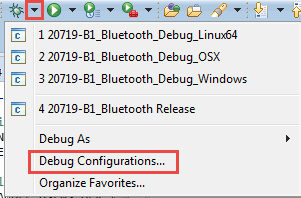 1 20719-B1_Bluetooth_Debug_Linux64
2 20719-B1_Bluetooth_Debug_OSX
3 20719-B1_Bluetooth_Debug_Windows
4 20719-B1_Bluetooth Release
Debug As
Debug Configurations...
Organize Favorites...